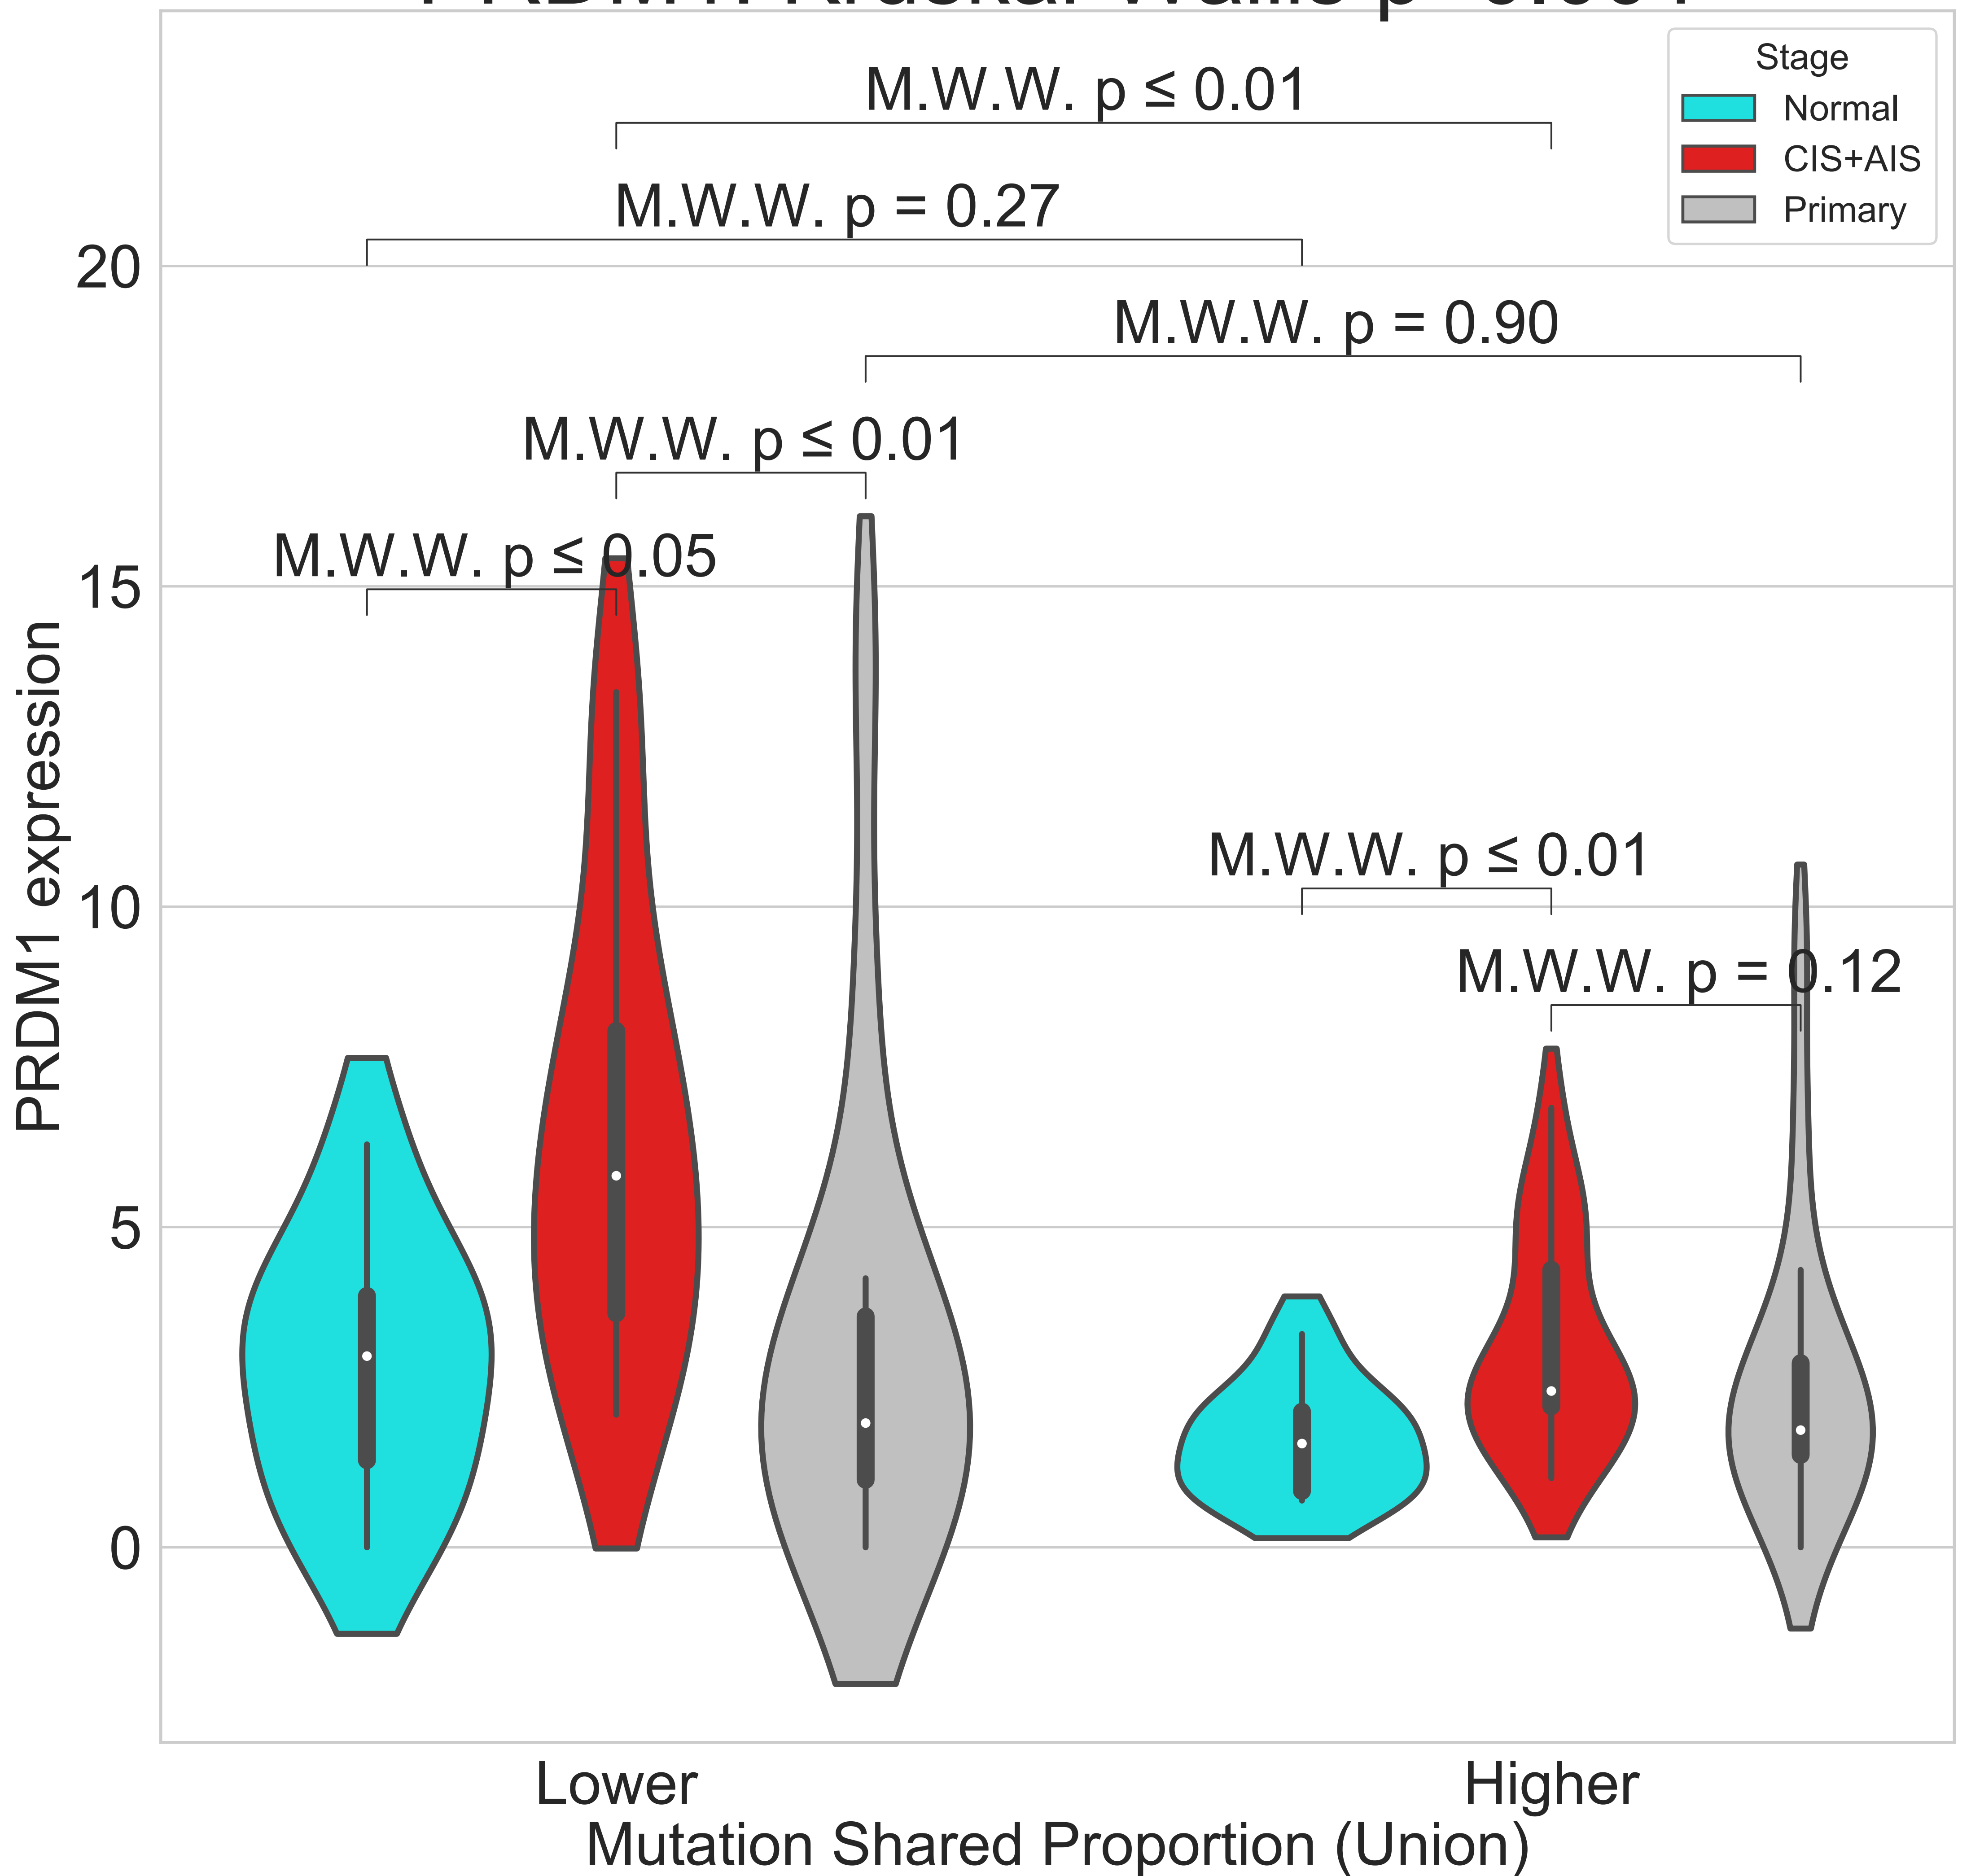 Stage
Normal
CIS+AIS
Primary
M.W.W. p ≤ 0.01
M.W.W. p = 0.27
M.W.W. p = 0.90
M.W.W. p ≤ 0.01
M.W.W. p ≤ 0.05
M.W.W. p ≤ 0.01
M.W.W. p = 0.12
20
15
10
5
0
PRDM1 expression
Lower
Higher
Mutation Shared Proportion (Union)